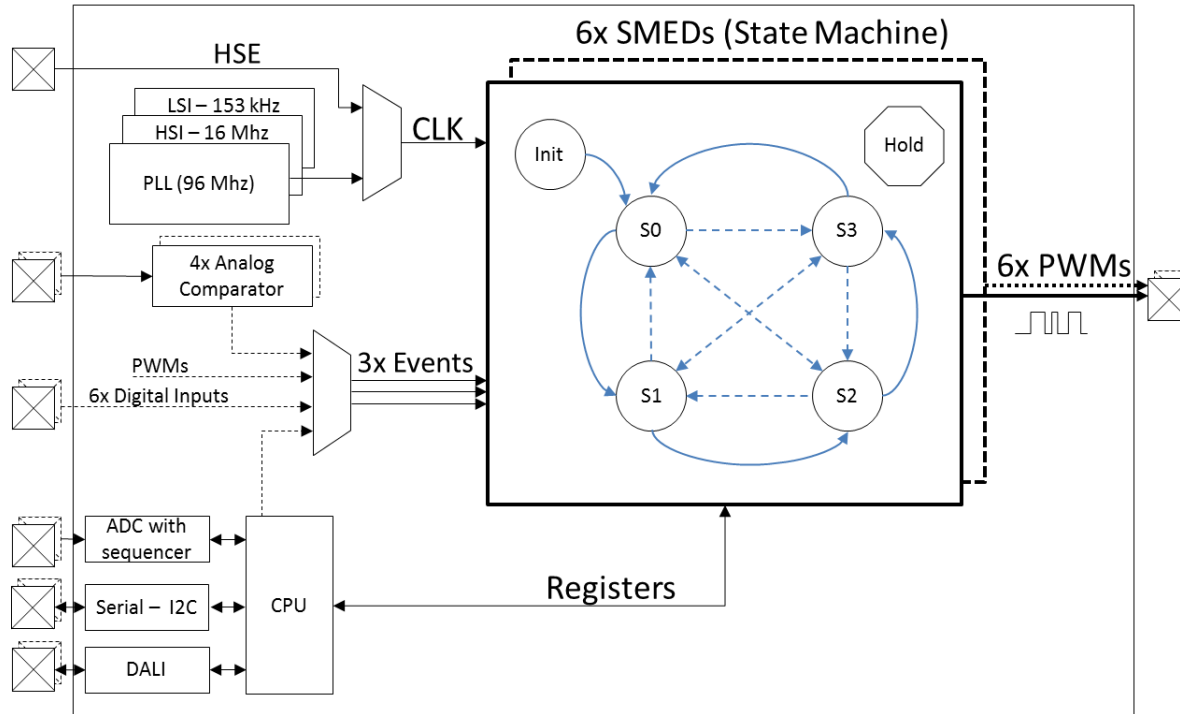 6x SMEDs (State Machine)
HSE
LSI – 153 kHz
HSI – 16 Mhz
PLL (96 Mhz)
CLK
Init
Hold
S0
S3
S1
S2
4x Analog
Comparator
PWMs
6x Digital Inputs
3x Events
6x PWMs
ADC with
sequencer
Serial – I2C
DALI
CPU
Registers